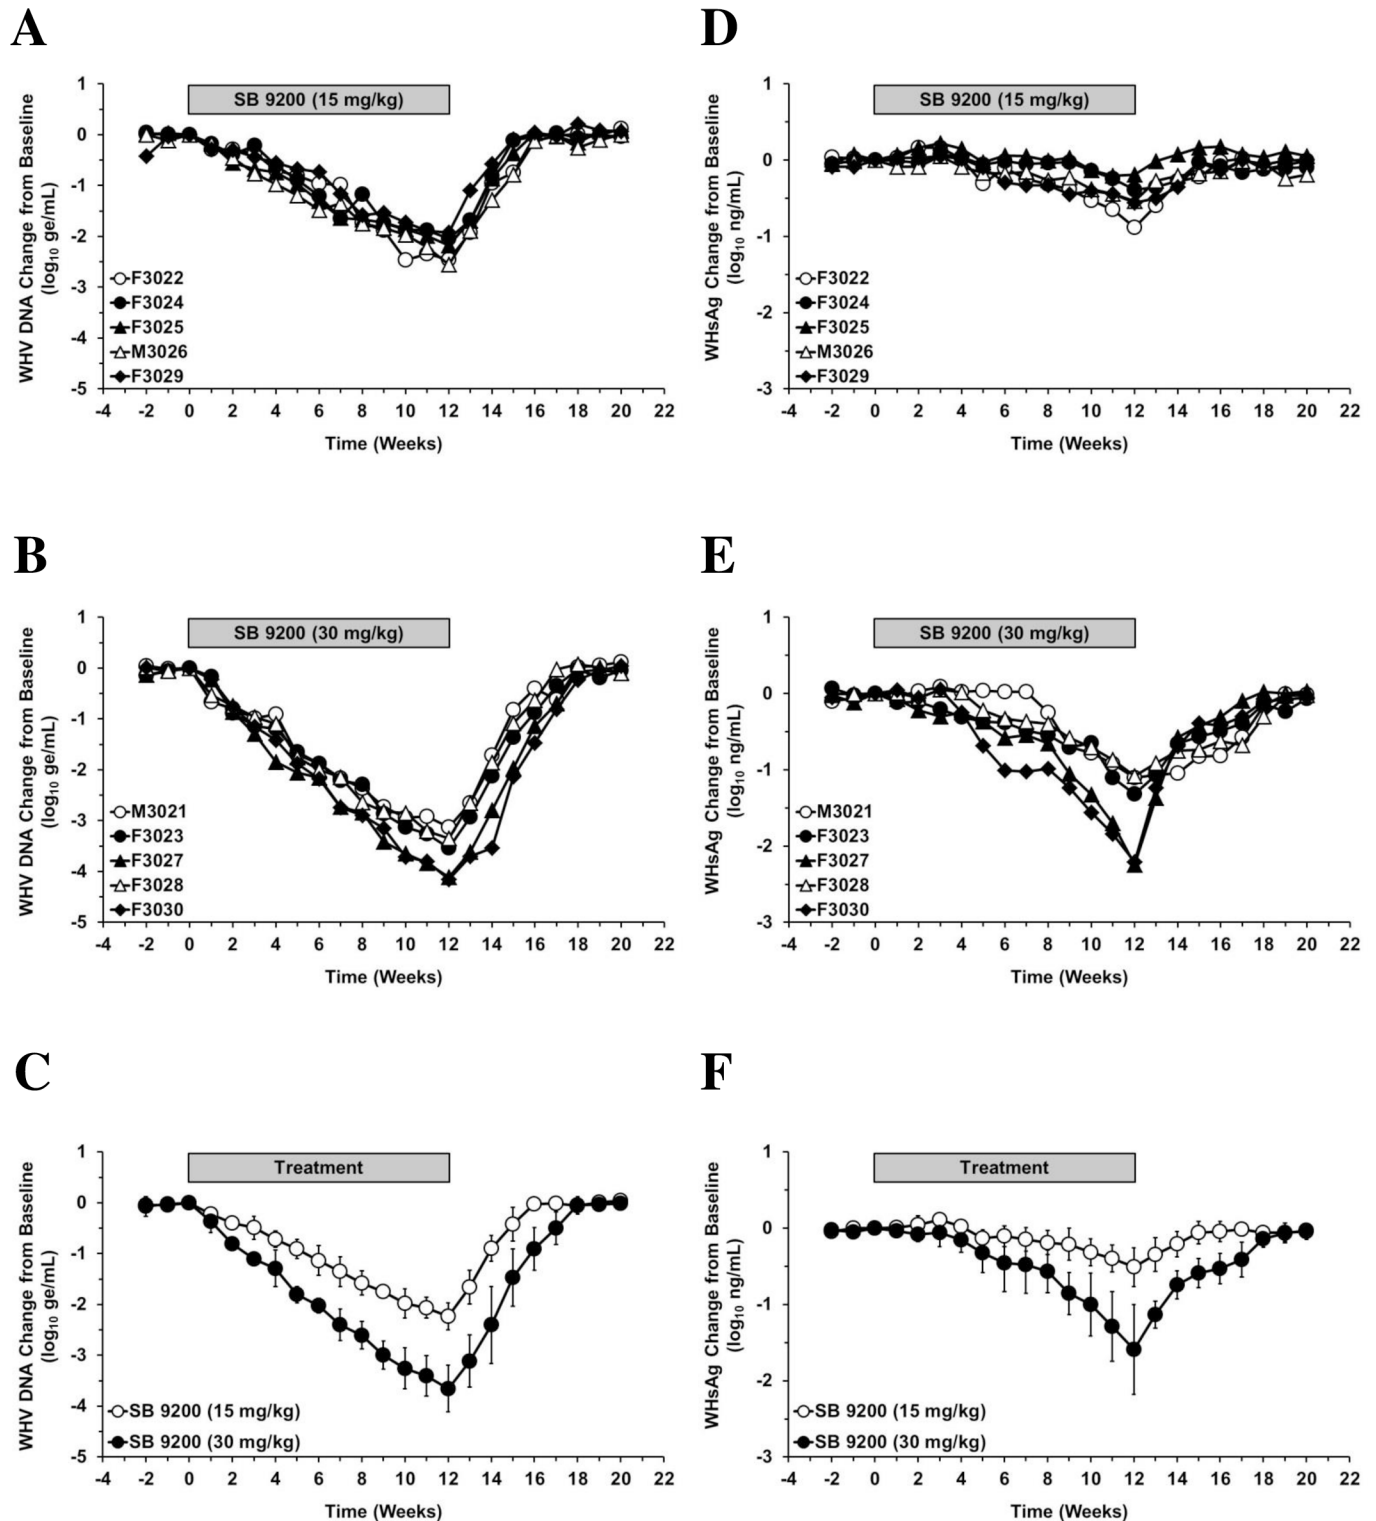 A
WHV DNA Change from Baseline
(log10 ge/mL)
1
0
-1
-2
-3
-4
-5
SB 9200 (15 mg/kg)
F3022
F3024
F3025
M3026
F3029
-4 -2 0 2 4 6 8 10 12 14 16 18 20 22
Time (Weeks)
D
WHsAg Change from Baseline
(log10 ng/mL)
1
0
-1
-2
-3
SB 9200 (15 mg/kg)
F3022
F3024
F3025
M3026
F3029
-4 -2 0 2 4 6 8 10 12 14 16 18 20 22
Time (Weeks)
B
WHV DNA Change from Baseline
(log10 ge/mL)
1
0
-1
-2
-3
-4
-5
SB 9200 (30 mg/kg)
M3021
F3023
F3027
F3028
F3030
-4 -2 0 2 4 6 8 10 12 14 16 18 20 22
Time (Weeks)
E
WHsAg Change from Baseline
(log10 ng/mL)
1
0
-1
-2
-3
SB 9200 (30 mg/kg)
M3021
F3023
F3027
F3028
F3030
-4 -2 0 2 4 6 8 10 12 14 16 18 20 22
Time (Weeks)
C
WHV DNA Change from Baseline
(log10 ge/mL)
1
0
-1
-2
-3
-4
-5
Treatment
SB 9200 (15 mg/kg)
SB 9200 (30 mg/kg)
-4 -2 0 2 4 6 8 10 12 14 16 18 20 22
Time (Weeks)
F
WHsAg Change from Baseline
(log10 ng/mL)
1
0
-1
-2
-3
Treatment
SB 9200 (15 mg/kg)
SB 9200 (30 mg/kg)
-4 -2 0 2 4 6 8 10 12 14 16 18 20 22
Time (Weeks)